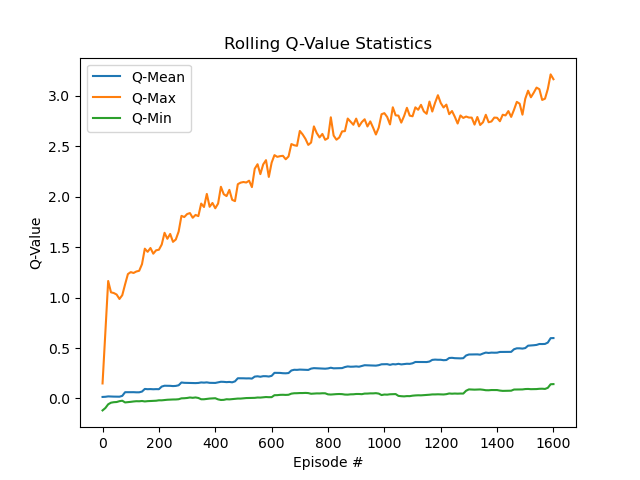 Rolling Q-Value Statistics
Q-Mean
Q-Max
Q-Min
Q-Value
3.0
2.5
2.0
1.5
1.0
0.5
0.0
0 200 400 600 800 1000 1200 1400 1600
Episode #